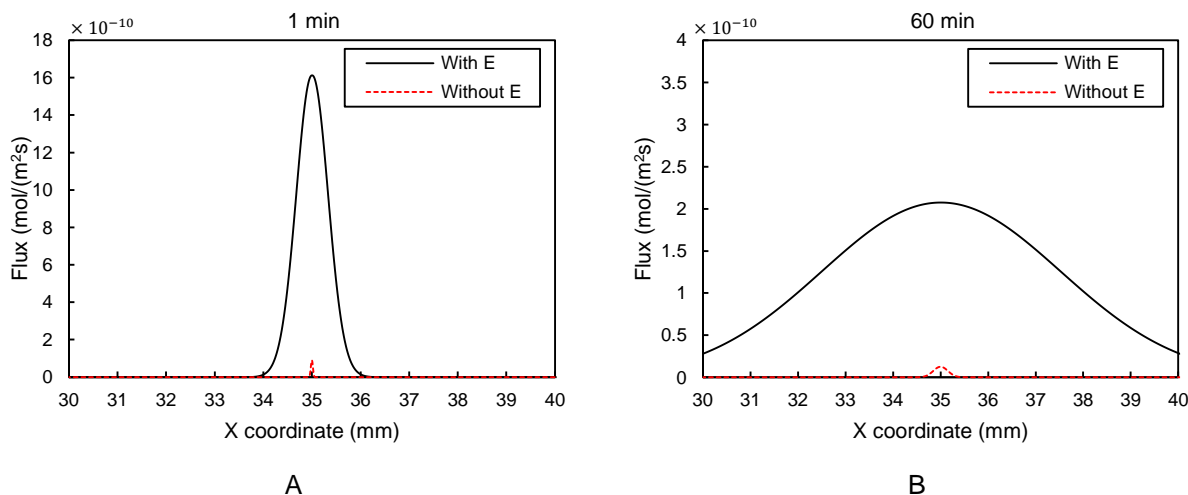 × 10−10
1 min
18
16
14
12
10
8
6
4
2
0
Flux (mol/(m²s)
With E
Without E
30 31 32 33 34 35 36 37 38 39 40
X coordinate (mm)
A
× 10−10
60 min
4
3.5
3
2.5
2
1.5
1
0.5
0
Flux (mol/(m²s)
With E
Without E
30 31 32 33 34 35 36 37 38 39 40
X coordinate (mm)
B